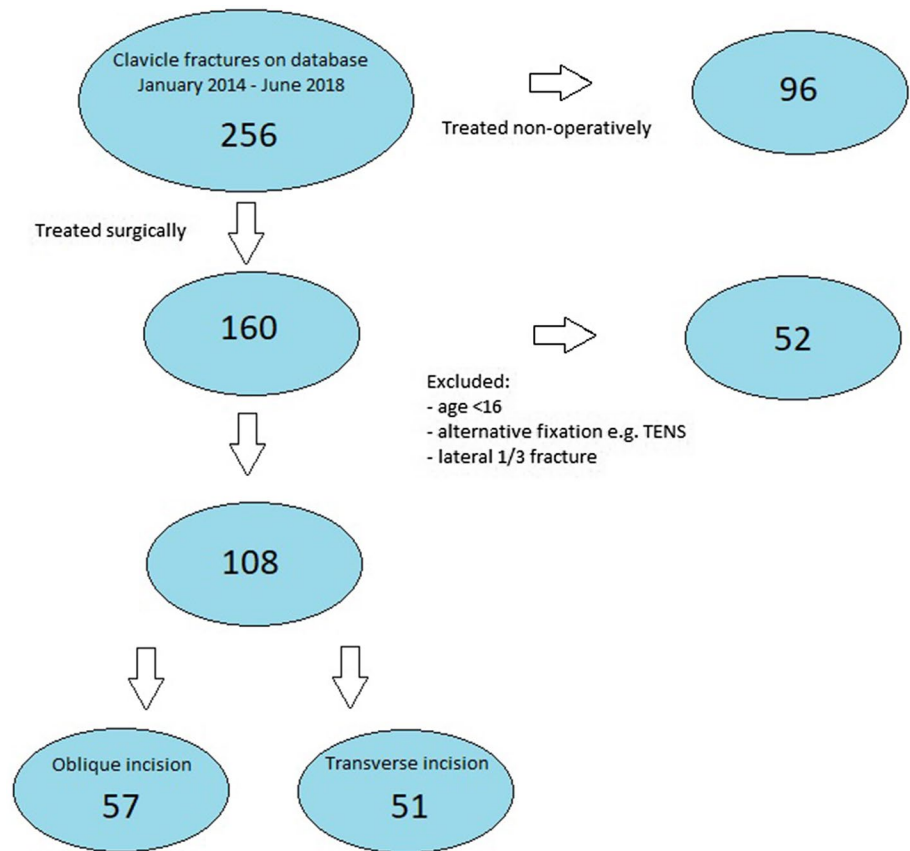 Clavicle fractures on database
January 2014 - June 2018
256
Treated non-operatively
96
Treated surgically
160
Excluded:
- age <16
- alternative fixation e.g. TENS
- lateral 1/3 fracture
52
108
Oblique incision
57
Transverse incision
51